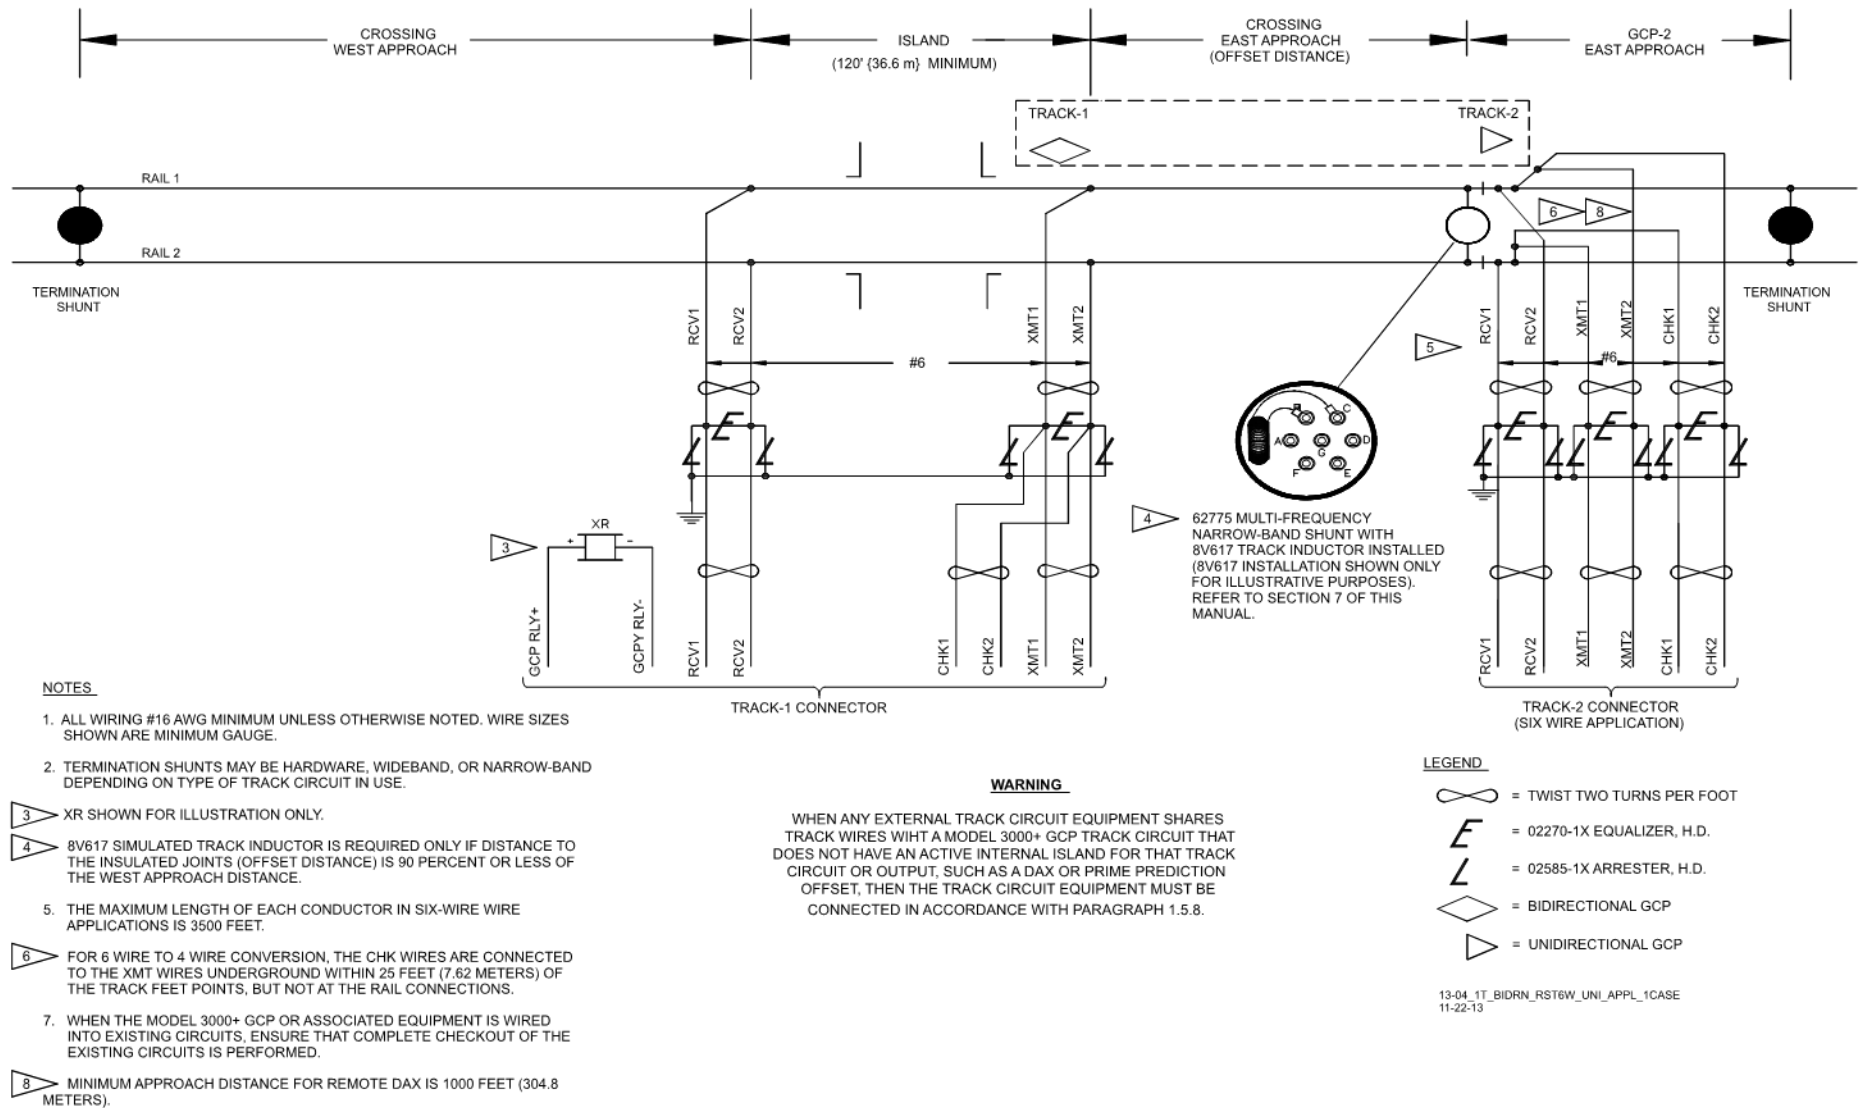 CROSSING
WEST APPROACH
ISLAND
(120' {36.6 m}  MINIMUM)
CROSSING
EAST APPROACH
(OFFSET DISTANCE)
GCP-2
EAST APPROACH
TRACK-1
TRACK-2
RAIL 1
RAIL 2
6
8
TERMINATION
SHUNT
TERMINATION
SHUNT
RCV1
RCV2
XMT1
XMT2
#6
5
RCV1
RCV2
XMT1
XMT2
CHK1
CHK2
#6
B
C
A
G
D
F
E
3
XR
+
-
4
62775 MULTI-FREQUENCY
NARROW-BAND SHUNT WITH
8V617 TRACK INDUCTOR INSTALLED
(8V617 INSTALLATION SHOWN ONLY
FOR ILLUSTRATIVE PURPOSES).
REFER TO SECTION 7 OF THIS
MANUAL.
GCP RLY+
GCPY RLY-
RCV1
RCV2
CHK1
CHK2
XMT1
XMT2
TRACK-1 CONNECTOR
RCV1
RCV2
XMT1
XMT2
CHK1
CHK2
TRACK-2 CONNECTOR
(SIX WIRE APPLICATION)
NOTES
1. ALL WIRING #16 AWG MINIMUM UNLESS OTHERWISE NOTED. WIRE SIZES
SHOWN ARE MINIMUM GAUGE.
2. TERMINATION SHUNTS MAY BE HARDWARE, WIDEBAND, OR NARROW-BAND
DEPENDING ON TYPE OF TRACK CIRCUIT IN USE.
3 XR SHOWN FOR ILLUSTRATION ONLY.
4 8V617 SIMULATED TRACK INDUCTOR IS REQUIRED ONLY IF DISTANCE TO
THE INSULATED JOINTS (OFFSET DISTANCE) IS 90 PERCENT OR LESS OF
THE WEST APPROACH DISTANCE.
5. THE MAXIMUM LENGTH OF EACH CONDUCTOR IN SIX-WIRE WIRE
APPLICATIONS IS 3500 FEET.
6 FOR 6 WIRE TO 4 WIRE CONVERSION, THE CHK WIRES ARE CONNECTED
TO THE XMT WIRES UNDERGROUND WITHIN 25 FEET (7.62 METERS) OF
THE TRACK FEET POINTS, BUT NOT AT THE RAIL CONNECTIONS.
7. WHEN THE MODEL 3000+ GCP OR ASSOCIATED EQUIPMENT IS WIRED
INTO EXISTING CIRCUITS, ENSURE THAT COMPLETE CHECKOUT OF THE
EXISTING CIRCUITS IS PERFORMED.
8 MINIMUM APPROACH DISTANCE FOR REMOTE DAX IS 1000 FEET (304.8
METERS).
WARNING
WHEN ANY EXTERNAL TRACK CIRCUIT EQUIPMENT SHARES
TRACK WIRES WIHT A MODEL 3000+ GCP TRACK CIRCUIT THAT
DOES NOT HAVE AN ACTIVE INTERNAL ISLAND FOR THAT TRACK
CIRCUIT OR OUTPUT, SUCH AS A DAX OR PRIME PREDICTION
OFFSET, THEN THE TRACK CIRCUIT EQUIPMENT MUST BE
CONNECTED IN ACCORDANCE WITH PARAGRAPH 1.5.8.
LEGEND
= TWIST TWO TURNS PER FOOT
= 02270-1X EQUALIZER, H.D.
= 02585-1X ARRESTER, H.D.
= BIDIRECTIONAL GCP
= UNIDIRECTIONAL GCP
13-04_1T_BIDRN_RST6W_UNI_APPL_1CASE
11-22-13